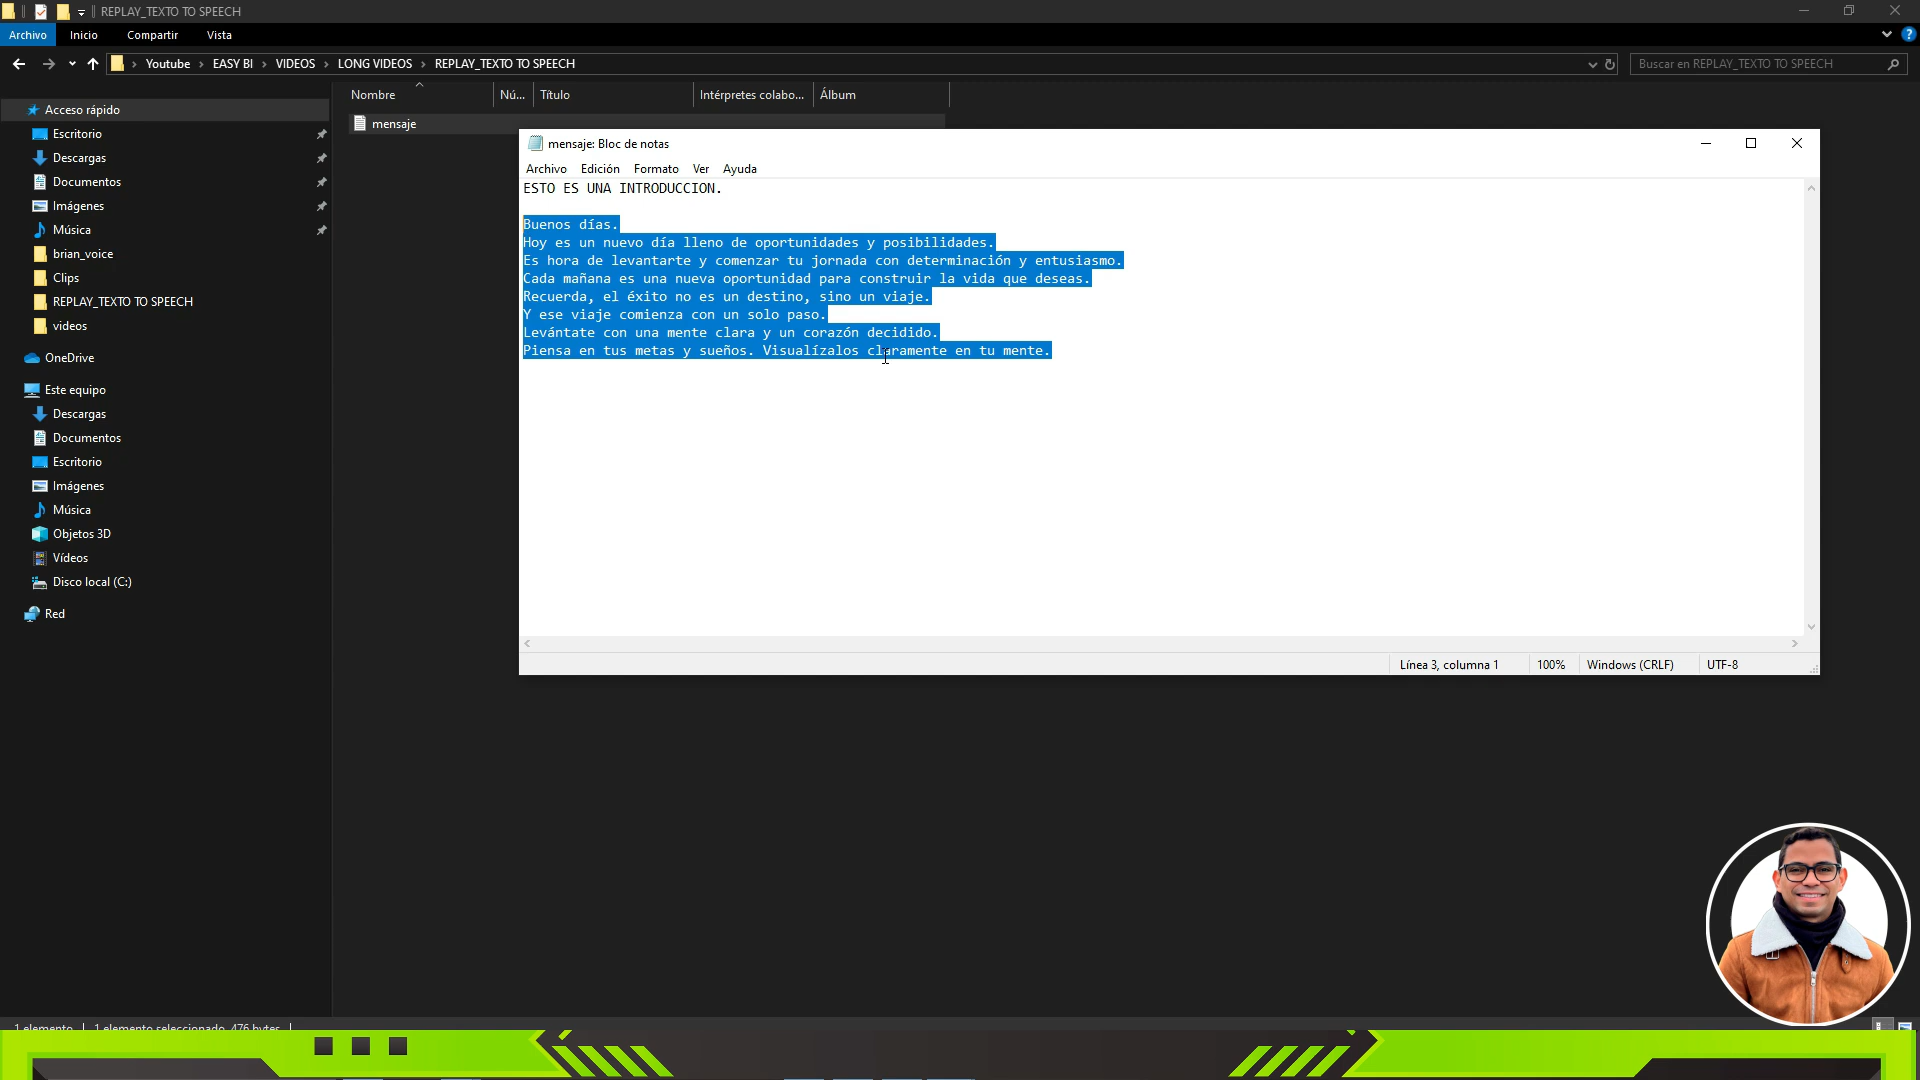 REPLAY_TEXTO TO SPEECH
Archivo Inicio Compartir Vista
Youtube EASY BI VIDEOS LONG VIDEOS REPLAY_TEXTO TO SPEECH
Buscar en REPLAY_TEXTO TO SPEECH
Nombre Nú... Título Intérpretes colabo... Álbum
mensaje
Acceso rápido
Escritorio
Descargas
Documentos
Imágenes
Música
brian_voice
Clips
REPLAY_TEXTO TO SPEECH
videos
OneDrive
Este equipo
Descargas
Documentos
Escritorio
Imágenes
Música
Objetos 3D
Vídeos
Disco local (C:)
Red
mensaje: Bloc de notas
Archivo Edición Formato Ver Ayuda
ESTO ES UNA INTRODUCCION.
Buenos días.
Hoy es un nuevo día lleno de oportunidades y posibilidades.
Es hora de levantarte y comenzar tu jornada con determinación y entusiasmo.
Cada mañana es una nueva oportunidad para construir la vida que deseas.
Recuerda, el éxito no es un destino, sino un viaje.
Y ese viaje comienza con un solo paso.
Levántate con una mente clara y un corazón decidido.
Piensa en tus metas y sueños. Visualízalos claramente en tu mente.
Línea 3, columna 1 100% Windows (CRLF) UTF-8
1 elemento 1 elemento seleccionado 476 bytes